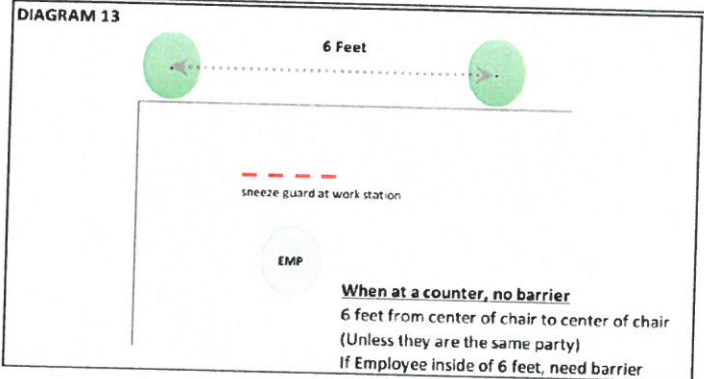 DIAGRAM 13
6 Feet
sneeze guard at work station
EMP
When at a counter, no barrier
6 feet from center of chair to center of chair
(Unless they are the same party)
If Employee inside of 6 feet, need barrier